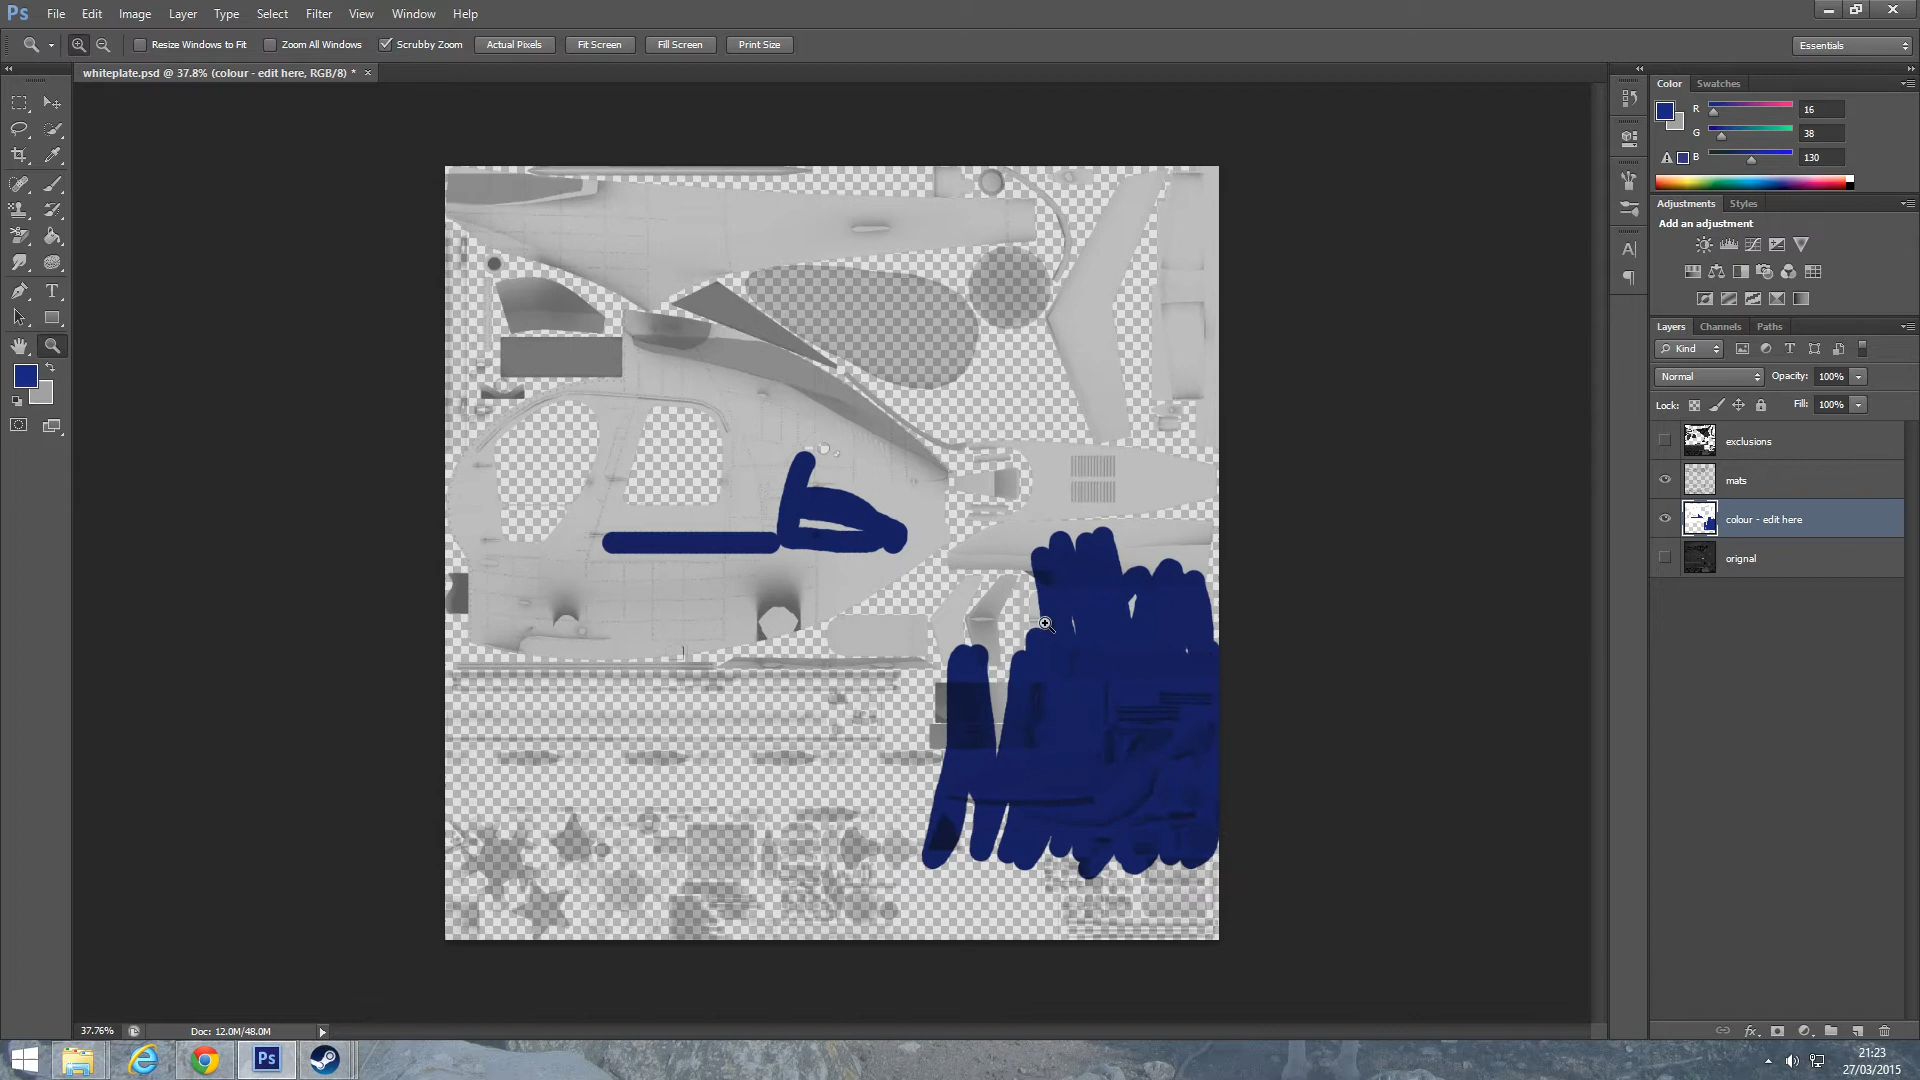 Ps File Edit Image Layer Type Select Filter 3D View Window Help
Resize Windows to Fit Zoom All Windows Scrubby Zoom Actual Pixels Fit Screen Fill Screen Print Size Essentials
whiteplate.psd @ 37.8% (colour - edit here, RGB/8) * ×
Color Swatches
R 16
G 38
B 130
Adjustments Styles
Add an adjustment
Layers Channels Paths
Kind
Normal Opacity: 100%
Lock: Fill: 100%
exclusions
mats
colour - edit here
orignal
37.76% Doc: 12.0M/48.0M
Ps
21:23
27/03/2015